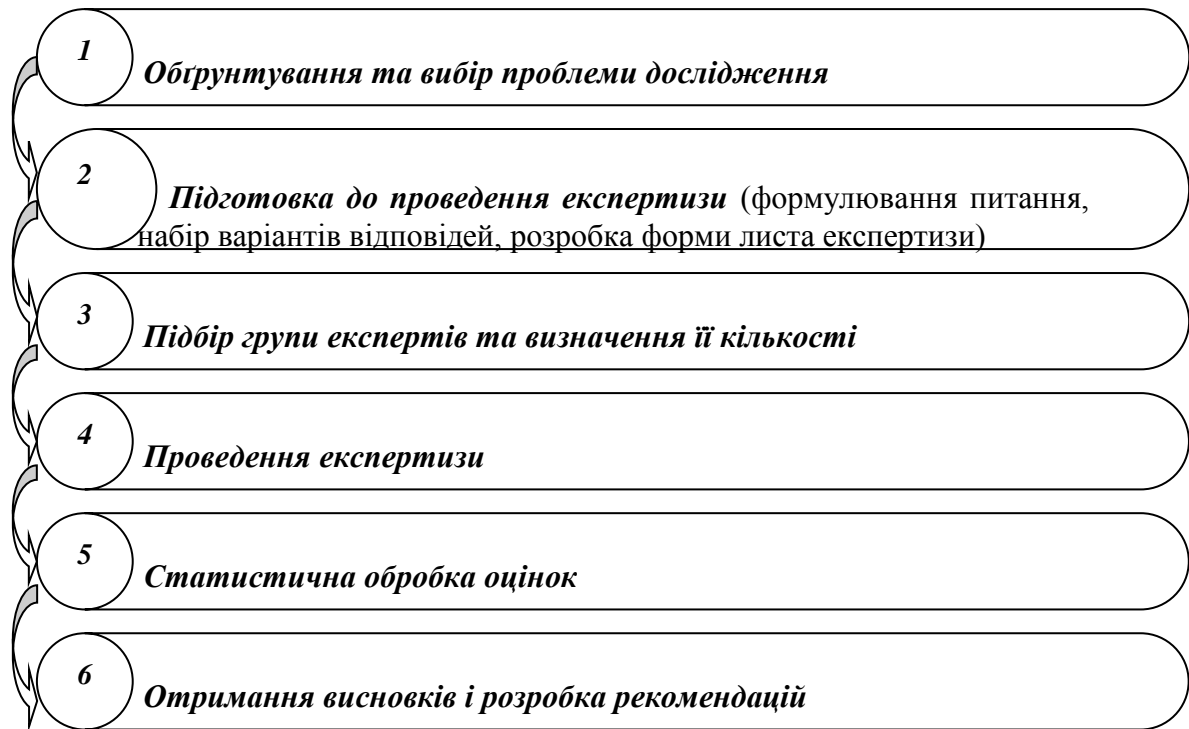 1
Обґрунтування та вибір проблеми дослідження
2
Підготовка до проведення експертизи (формулювання питання,
набір варіантів відповідей, розробка форми листа експертизи)
3
Підбір групи експертів та визначення її кількості
4
Проведення експертизи
5
Статистична обробка оцінок
6
Отримання висновків і розробка рекомендацій